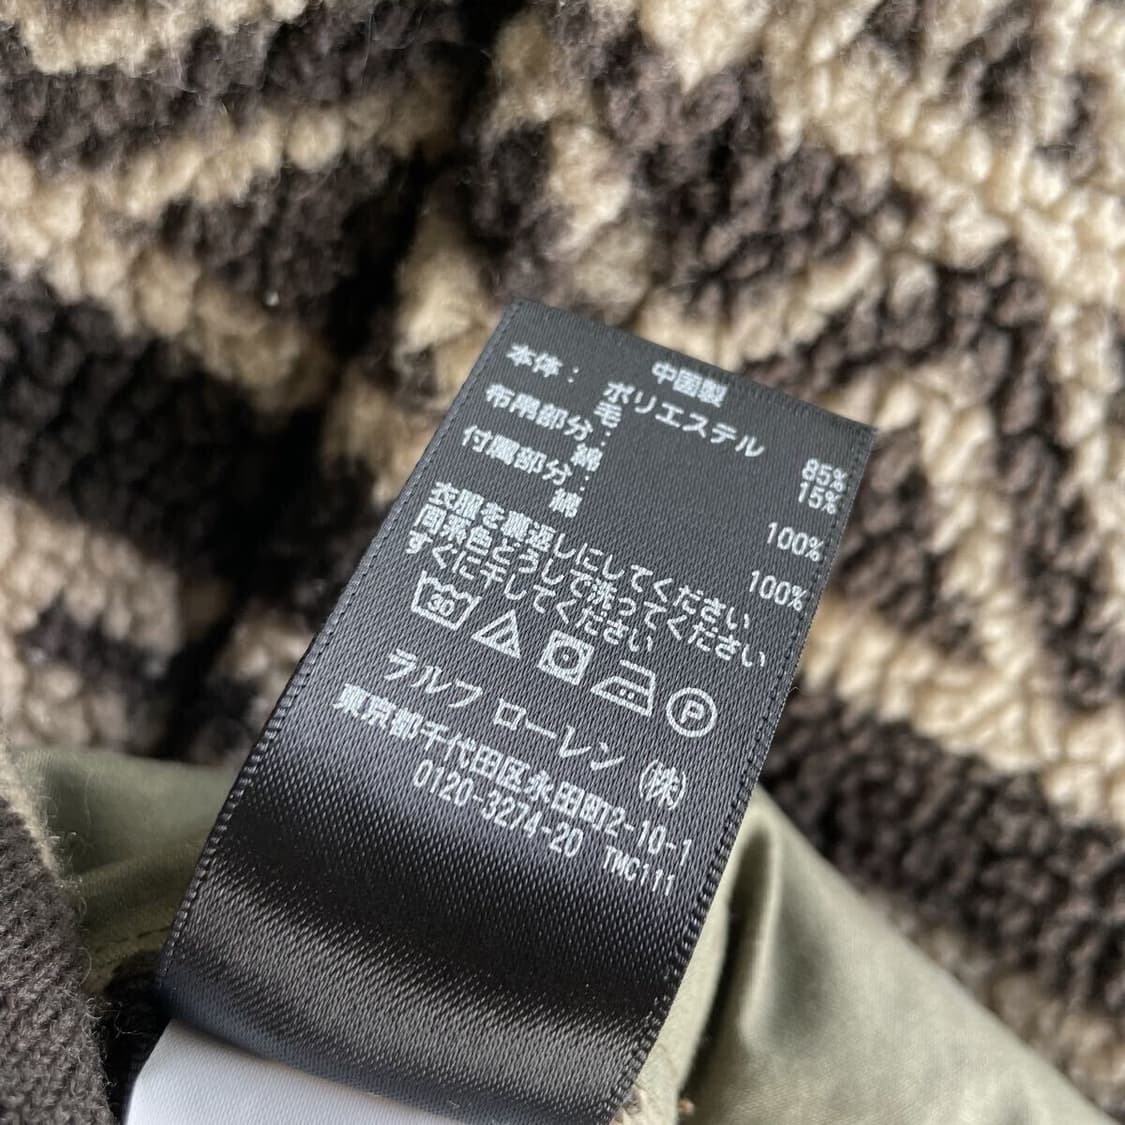 中国製
本体:
ポリエステル 85%
毛 15%
布帛部分:
綿 100%
付属部分:
綿 100%
衣服を裏返しにしてください
同系色どうしで洗ってください
すぐに干してください
30 P
ラルフ ローレン (株)
東京都千代田区永田町2-10-1
0120-3274-20 TMC111